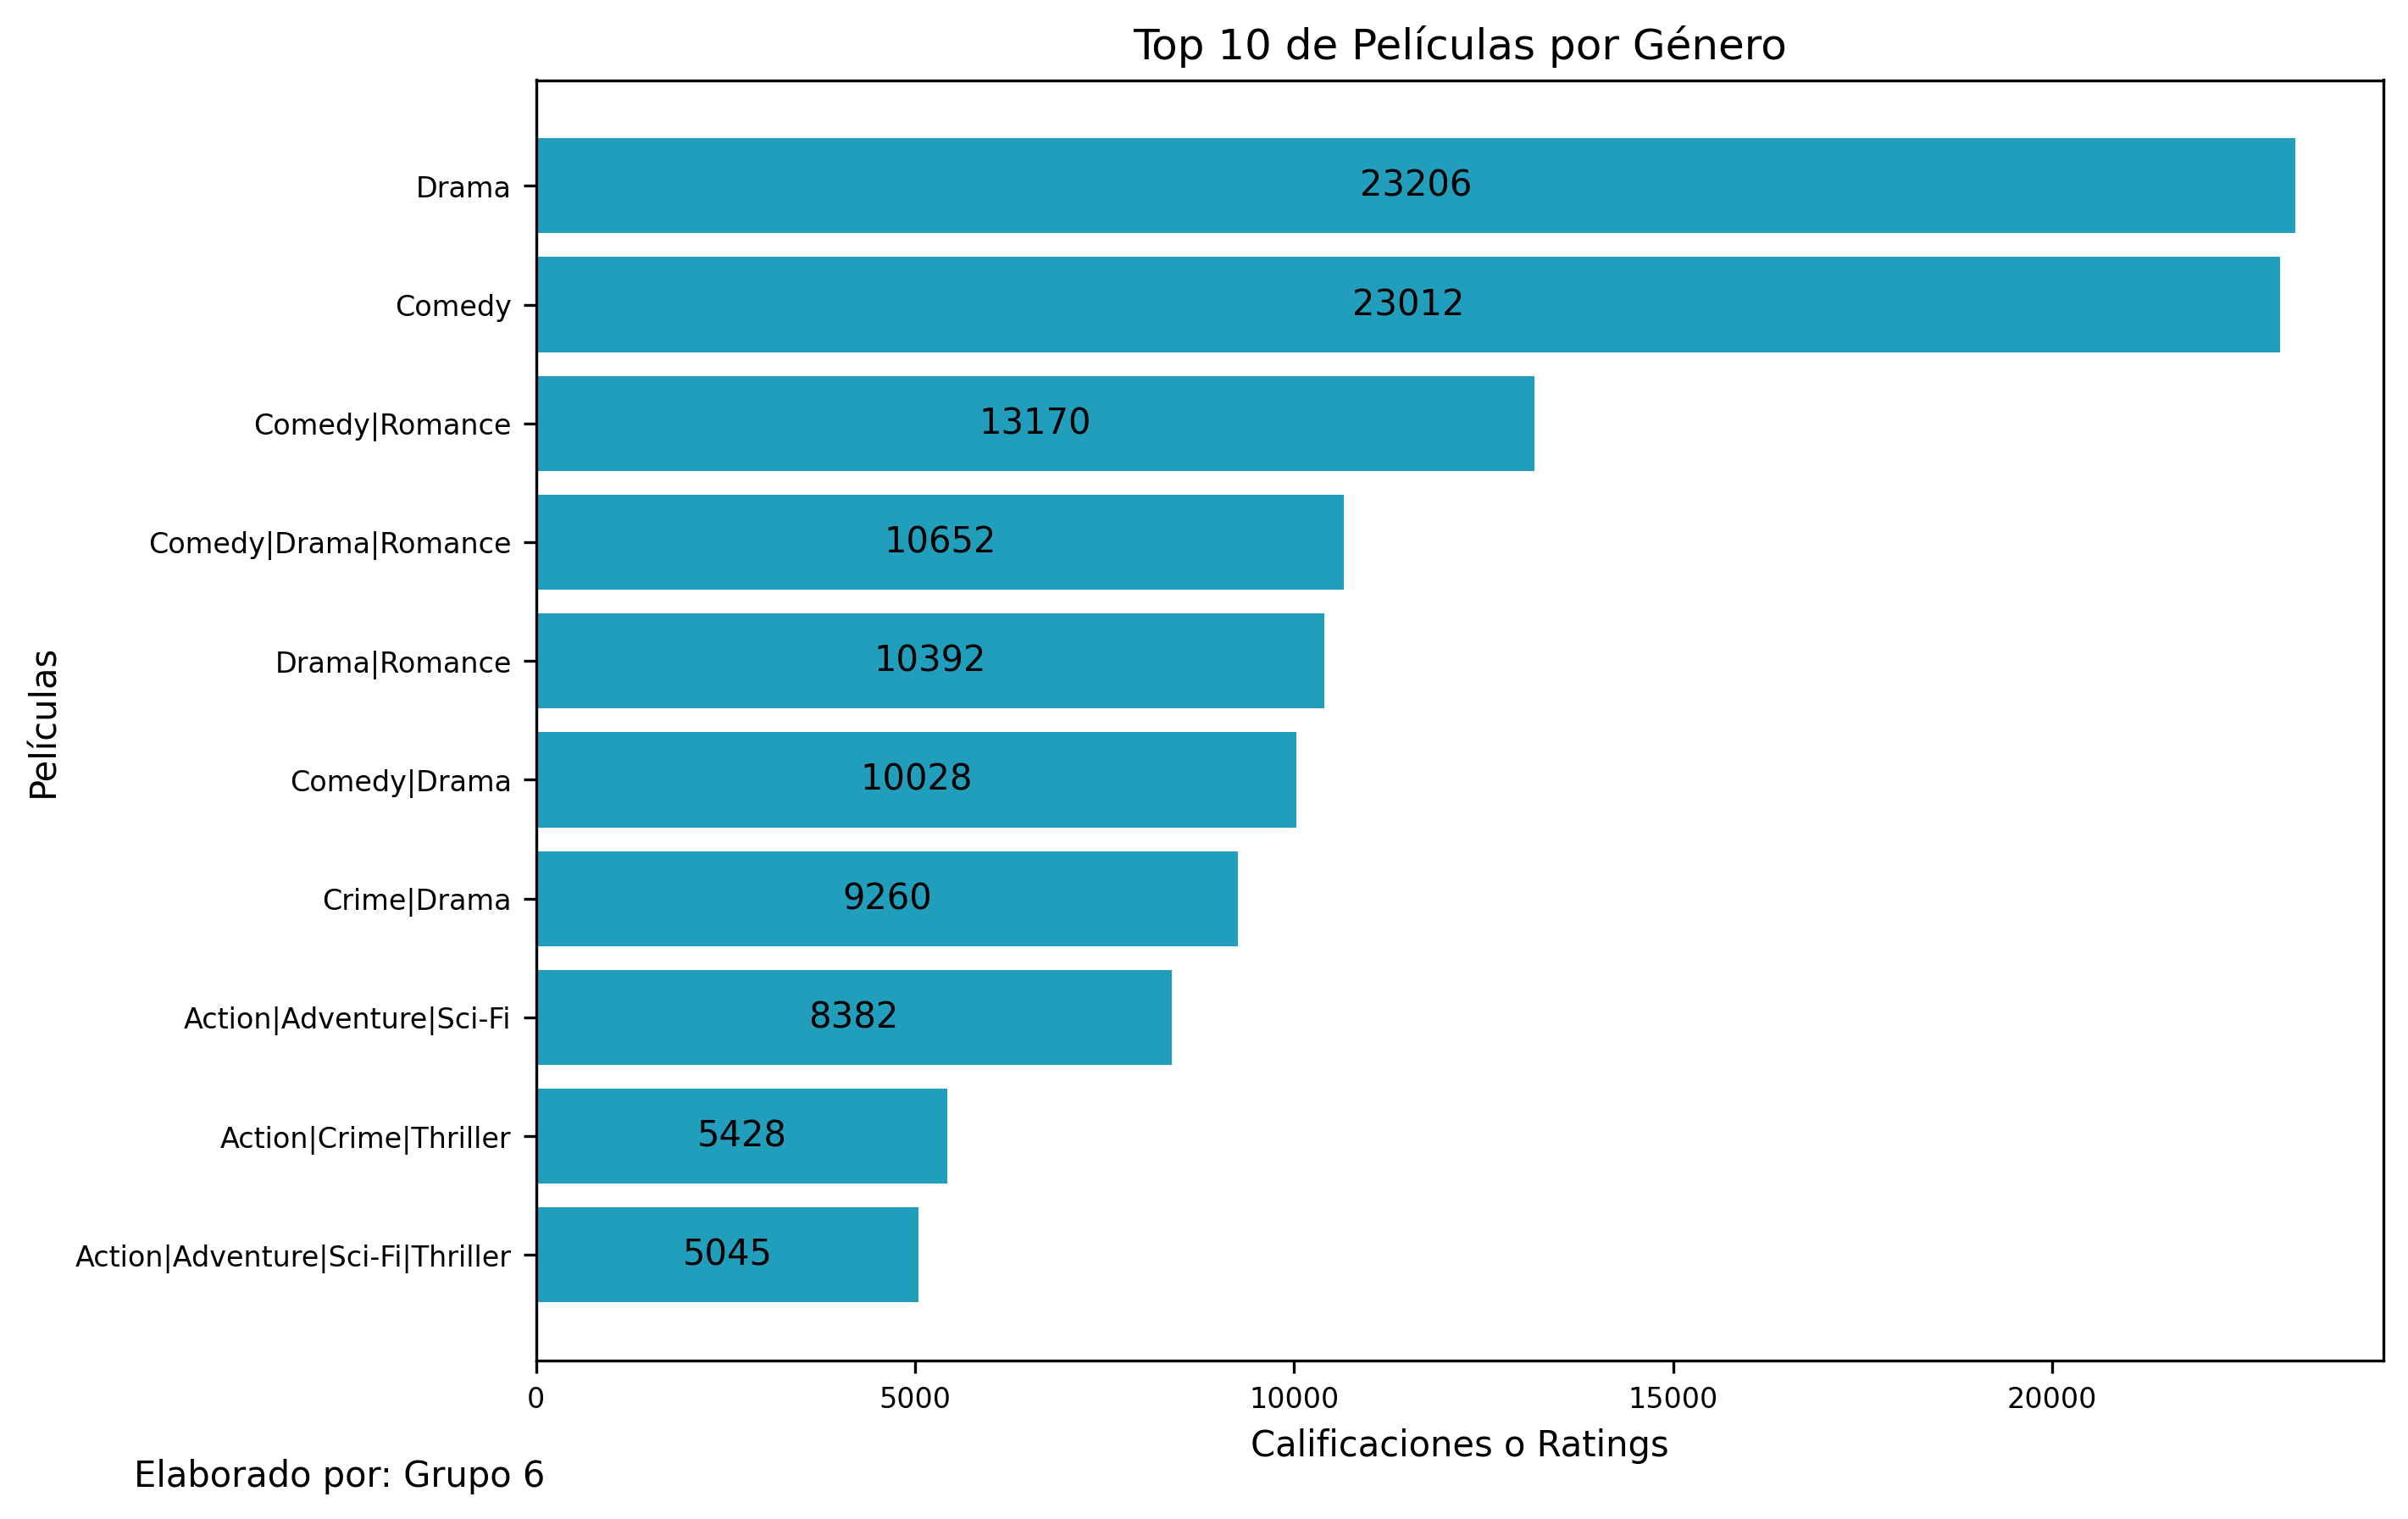 Top 10 de Películas por Género
Películas
Drama 23206
Comedy 23012
Comedy|Romance 13170
Comedy|Drama|Romance 10652
Drama|Romance 10392
Comedy|Drama 10028
Crime|Drama 9260
Action|Adventure|Sci-Fi 8382
Action|Crime|Thriller 5428
Action|Adventure|Sci-Fi|Thriller 5045
0 5000 10000 15000 20000
Calificaciones o Ratings
Elaborado por: Grupo 6